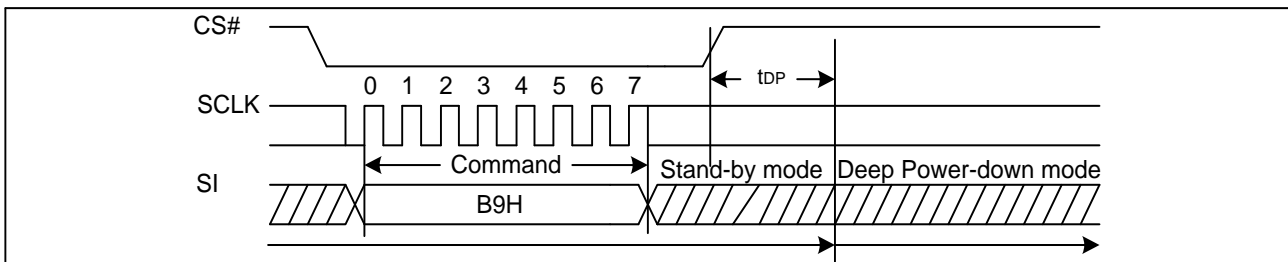 CS#
tDP
0 1 2 3 4 5 6 7
SCLK
Command
Stand-by mode Deep Power-down mode
SI
B9H